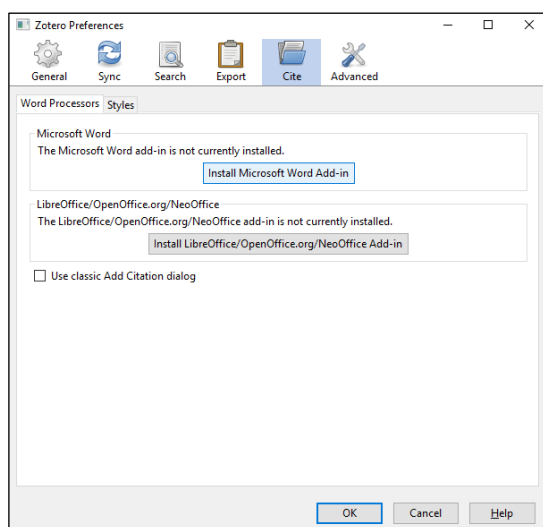 Zotero Preferences
General Sync Search Export Cite Advanced
Word Processors Styles
Microsoft Word
The Microsoft Word add-in is not currently installed.
Install Microsoft Word Add-in
LibreOffice/OpenOffice.org/NeoOffice
The LibreOffice/OpenOffice.org/NeoOffice add-in is not currently installed.
Install LibreOffice/OpenOffice.org/NeoOffice Add-in
Use classic Add Citation dialog
OK Cancel Help